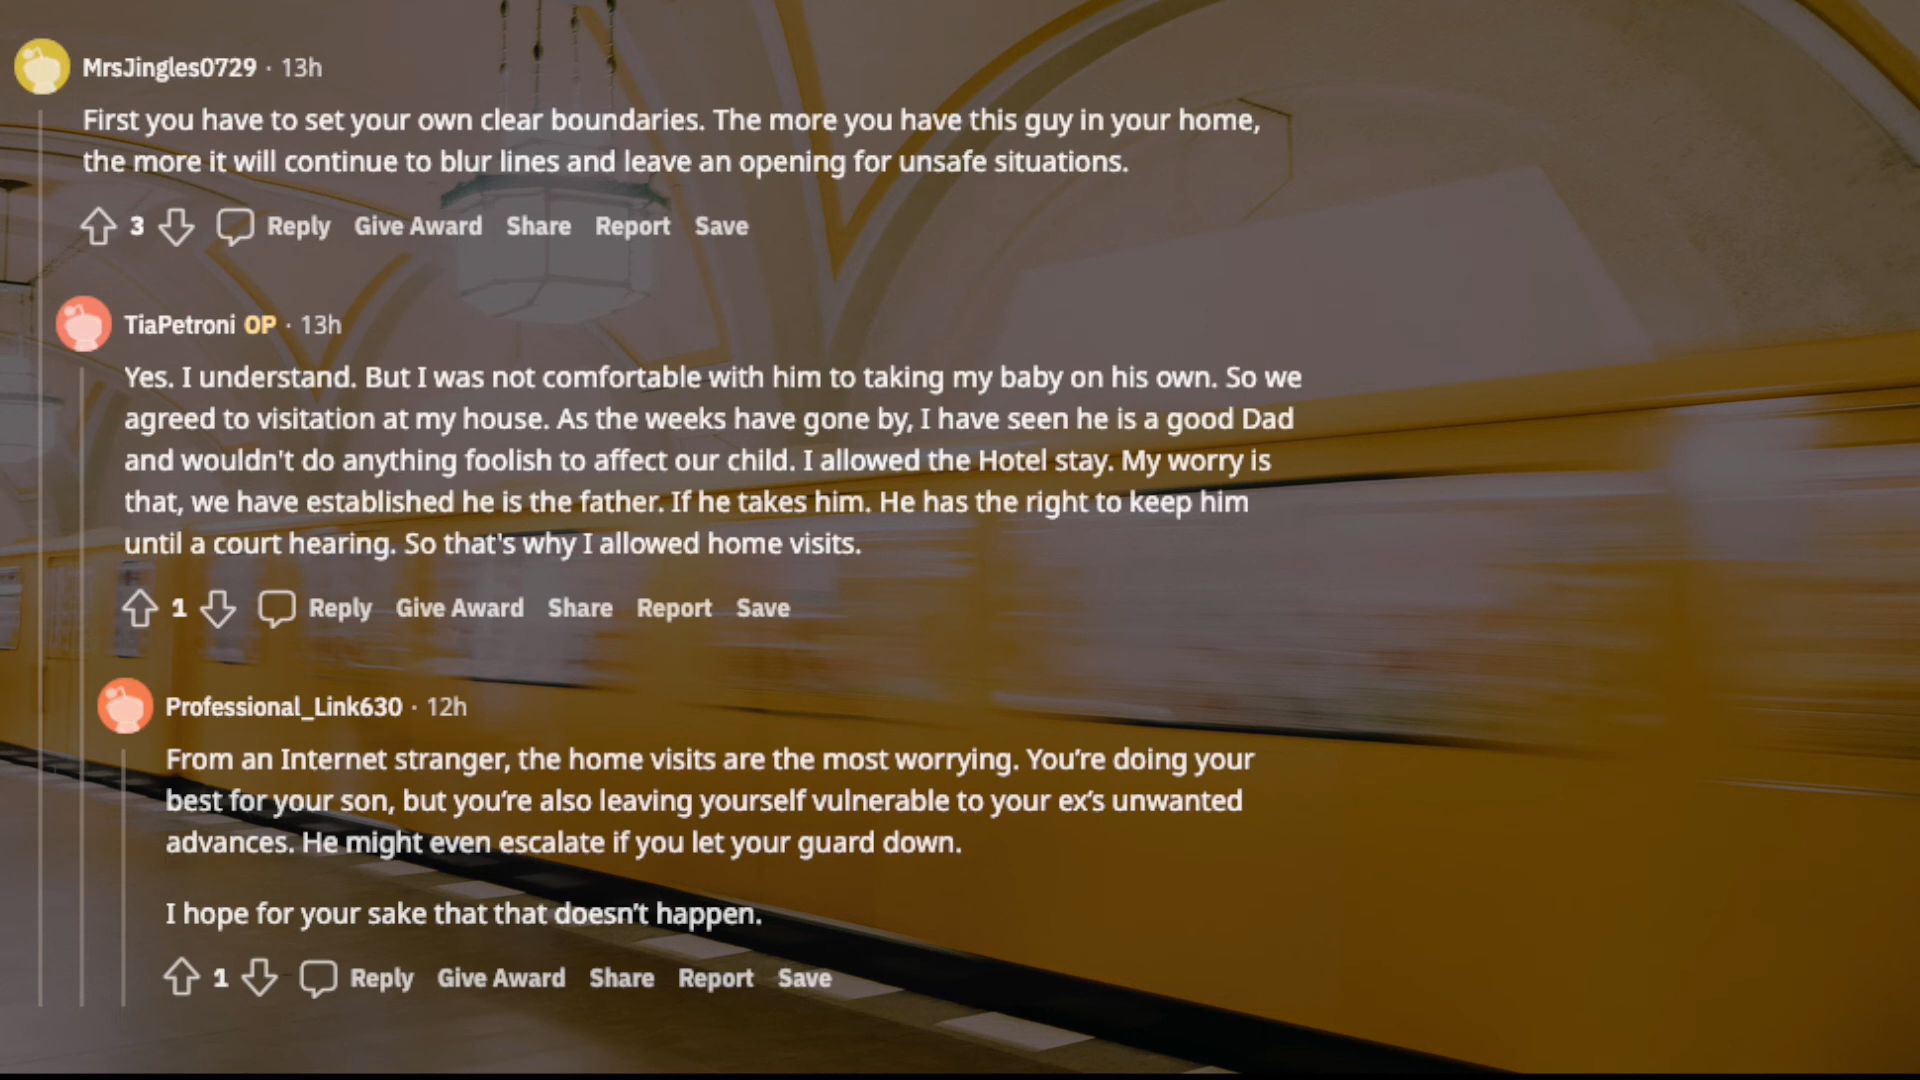 MrsJingles0729 · 13h
First you have to set your own clear boundaries. The more you have this guy in your home,
the more it will continue to blur lines and leave an opening for unsafe situations.
3 Reply Give Award Share Report Save
TiaPetroni OP · 13h
Yes. I understand. But I was not comfortable with him to taking my baby on his own. So we
agreed to visitation at my house. As the weeks have gone by, I have seen he is a good Dad
and wouldn't do anything foolish to affect our child. I allowed the Hotel stay. My worry is
that, we have established he is the father. If he takes him. He has the right to keep him
until a court hearing. So that's why I allowed home visits.
1 Reply Give Award Share Report Save
Professional_Link630 · 12h
From an Internet stranger, the home visits are the most worrying. You’re doing your
best for your son, but you’re also leaving yourself vulnerable to your ex’s unwanted
advances. He might even escalate if you let your guard down.
I hope for your sake that that doesn’t happen.
1 Reply Give Award Share Report Save